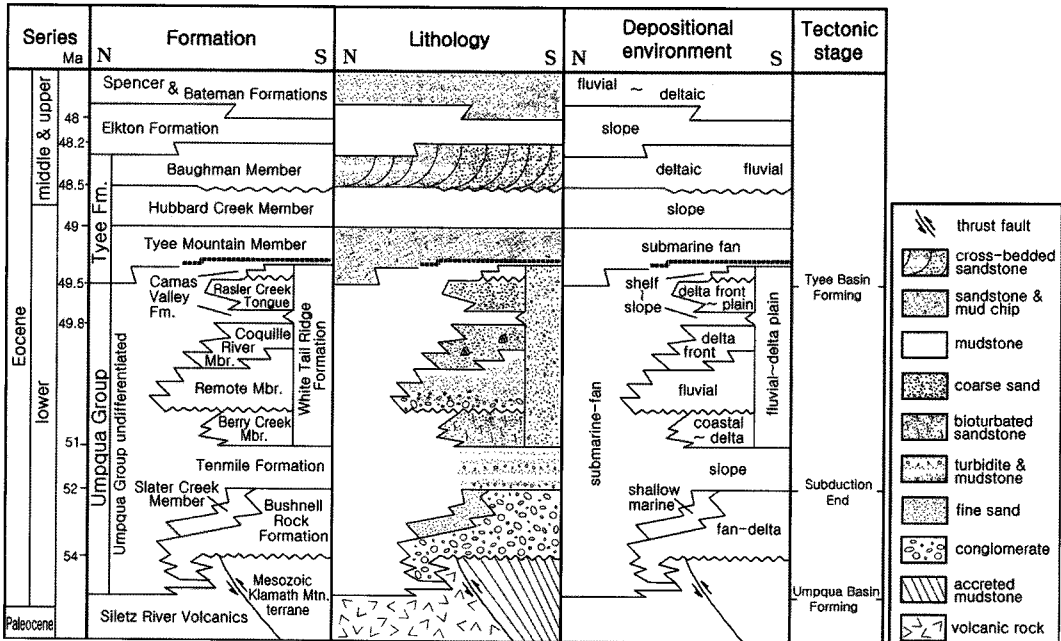 Series
Ma
Formation
N
S
Lithology
N
S
Depositional
environment
N
S
Tectonic
stage
Eocene
Paleocene
middle & upper
lower
48
48.2
48.5
49
49.5
49.8
51
52
54
Tyee Fm.
Umpqua Group
Umpqua Group undifferentiated
Spencer & Bateman Formations
Elkton Formation
Baughman Member
Hubbard Creek Member
Tyee Mountain Member
Camas
Valley
Fm.
Rasler Creek
Tongue
Coquille
River
Mbr.
Remote Mbr.
White Tail Ridge
Formation
Berry Creek
Mbr.
Tenmile Formation
Slater Creek
Member
Bushnell
Rock
Formation
Mesozoic
Klamath Mtn.
terrane
Siletz River Volcanics
fluvial ~ deltaic
slope
deltaic
fluvial
slope
submarine fan
shelf
~
slope
delta front
~ plain
delta
front
fluvial
coastal
~ delta
fluvial~delta plain
submarine-fan
slope
shallow
marine
fan-delta
Tyee Basin
Forming
Subduction
End
Umpqua Basin
Forming
thrust fault
cross-bedded
sandstone
sandstone &
mud chip
mudstone
coarse sand
bioturbated
sandstone
turbidite &
mudstone
fine sand
conglomerate
accreted
mudstone
volcanic rock